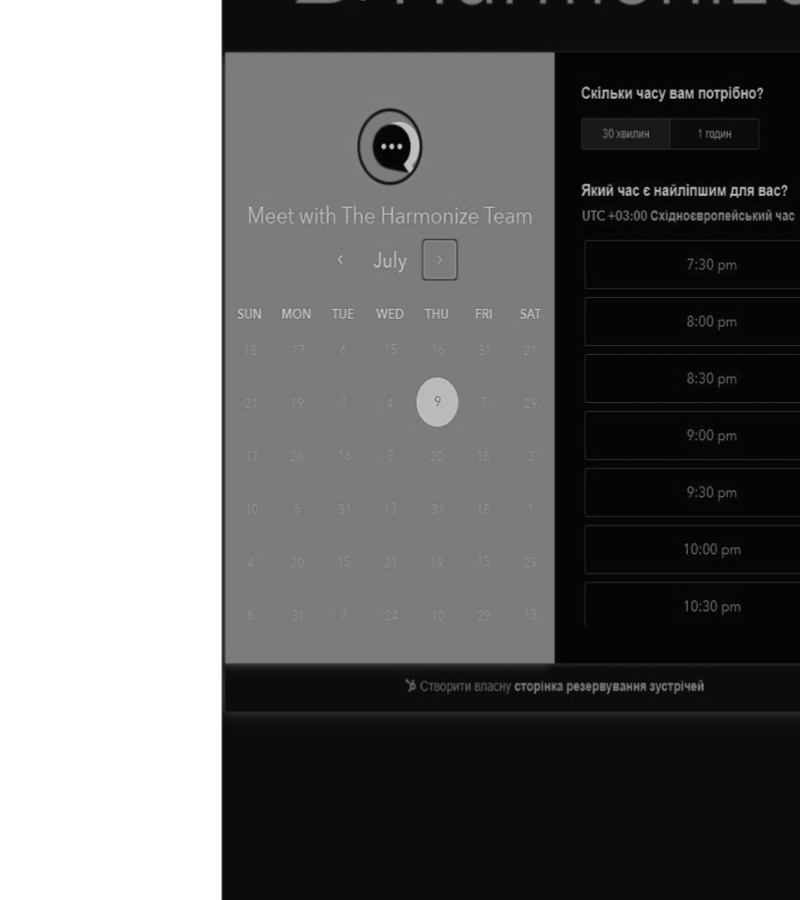 Harmonize
Meet with The Harmonize Team
‹ July ›
SUN MON TUE WED THU FRI SAT
18 17 6 15 16 31 21
21 19 1 4 9 7 29
17 28 16 8 20 18 3
10 6 31 13 31 18 1
4 20 15 21 19 13 29
6 31 7 24 10 29 13
Скільки часу вам потрібно?
30 хвилин 1 годин
Який час є найліпшим для вас?
UTC +03:00 Східноєвропейський час
7:30 pm
8:00 pm
8:30 pm
9:00 pm
9:30 pm
10:00 pm
10:30 pm
Створити власну сторінка резервування зустрічей